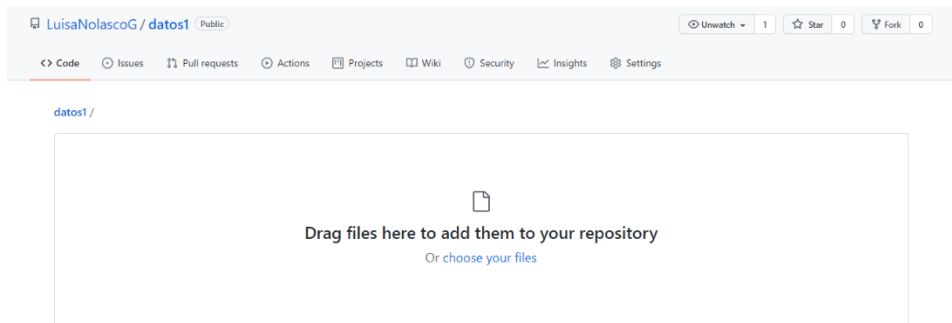 LuisaNolascoG / datos1 Public Unwatch 1 Star 0 Fork 0
<> Code Issues Pull requests Actions Projects Wiki Security Insights Settings
datos1 /
Drag files here to add them to your repository
Or choose your files